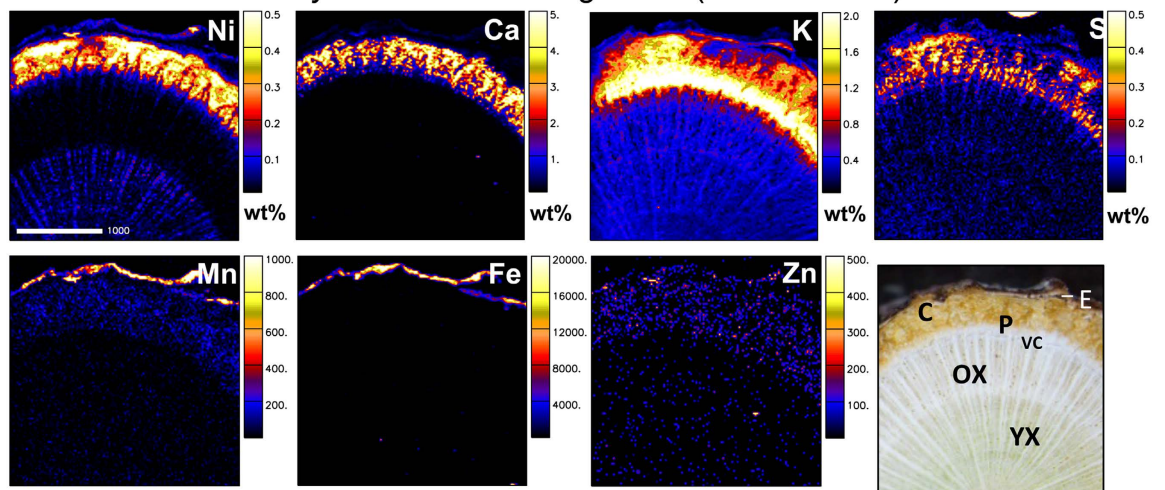 Ni
0.5
0.4
0.3
0.2
0.1
wt%
1000
Ca
5.
4.
3.
2.
1.
wt%
K
2.0
1.6
1.2
0.8
0.4
wt%
S
0.5
0.4
0.3
0.2
0.1
wt%
Mn
1000.
800.
600.
400.
200.
Fe
20000.
16000.
12000.
8000.
4000.
Zn
500.
400.
300.
200.
100.
E
C
P
VC
OX
YX